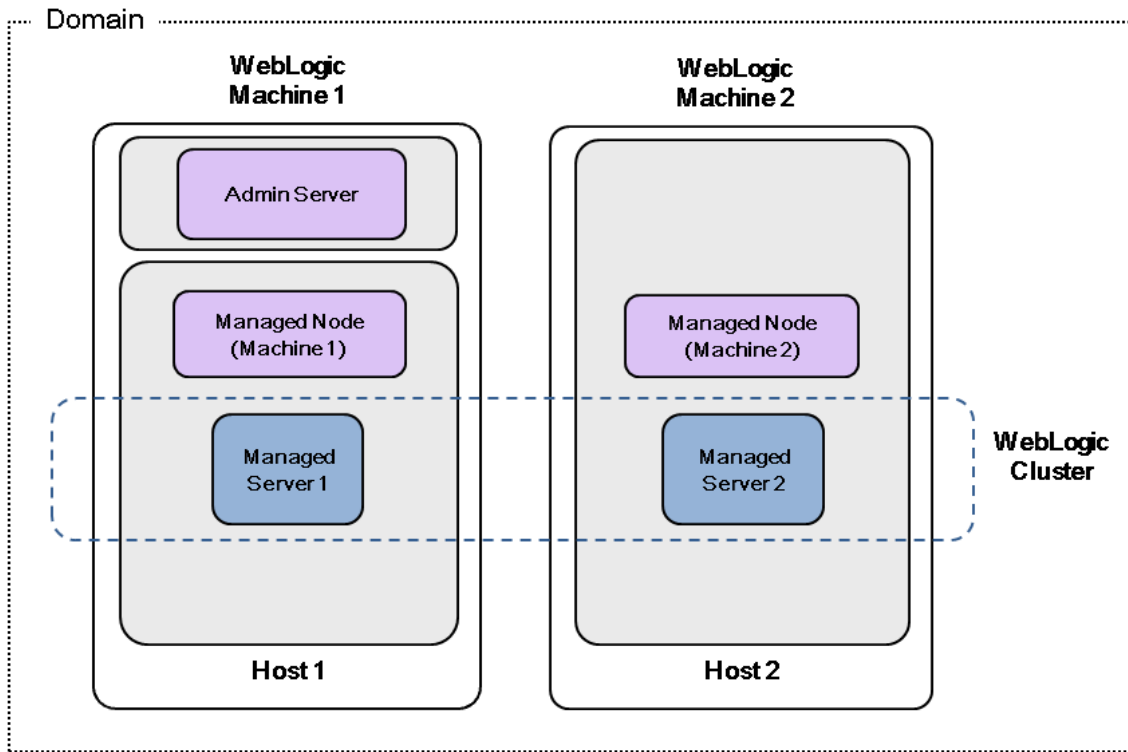 Domain
WebLogic
Machine 1
WebLogic
Machine 2
Admin Server
Managed Node
(Machine 1)
Managed Node
(Machine 2)
Managed
Server 1
Managed
Server 2
WebLogic
Cluster
Host 1
Host 2